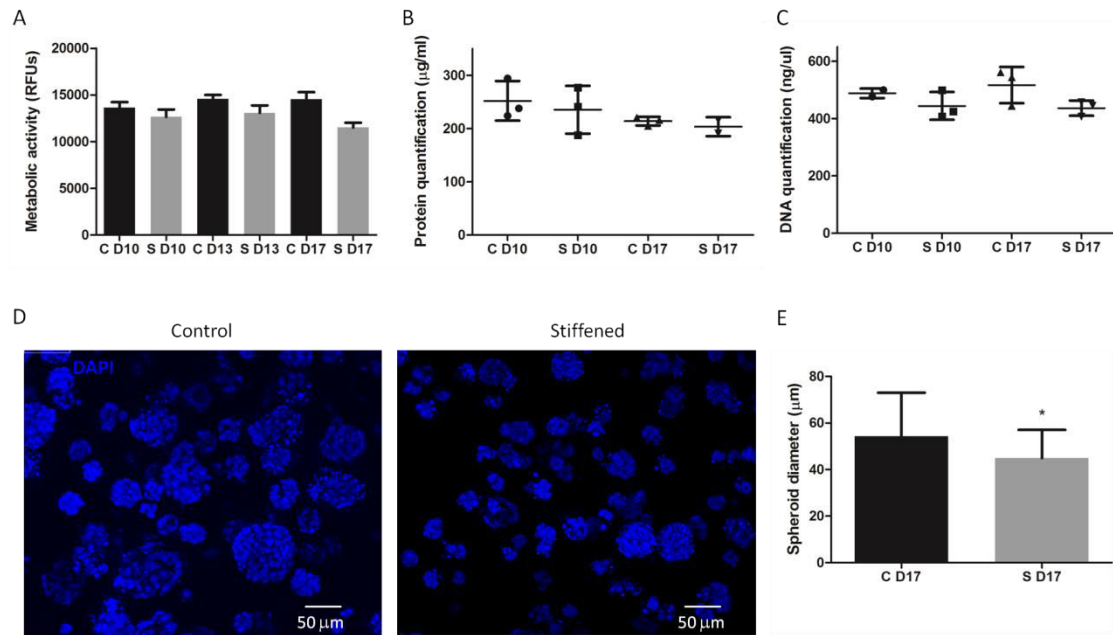 A
Metabolic activity (RFUs)
20000
15000
10000
5000
0
C D10 S D10 C D13 S D13 C D17 S D17
B
Protein quantification (µg/ml)
300
200
100
0
C D10 S D10 C D17 S D17
C
DNA quantification (ng/ul)
600
400
200
0
C D10 S D10 C D17 S D17
D
Control
DAPI
50 µm
Stiffened
50 µm
E
Spheroid diameter (µm)
80
60
40
20
0
*
C D17 S D17